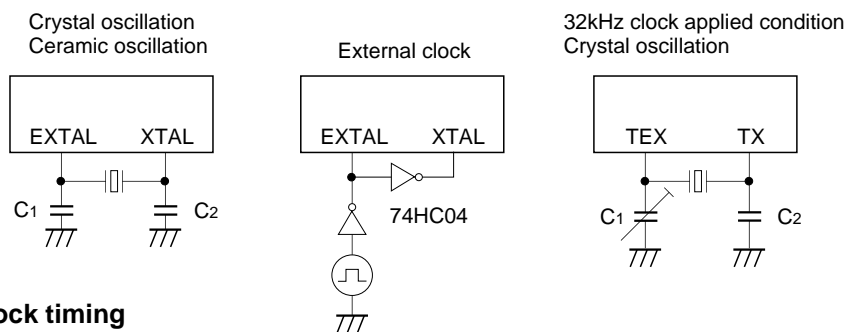 Crystal oscillation
Ceramic oscillation
EXTAL XTAL
C1 C2
External clock
EXTAL XTAL
74HC04
32kHz clock applied condition
Crystal oscillation
TEX TX
C1 C2
ock timing